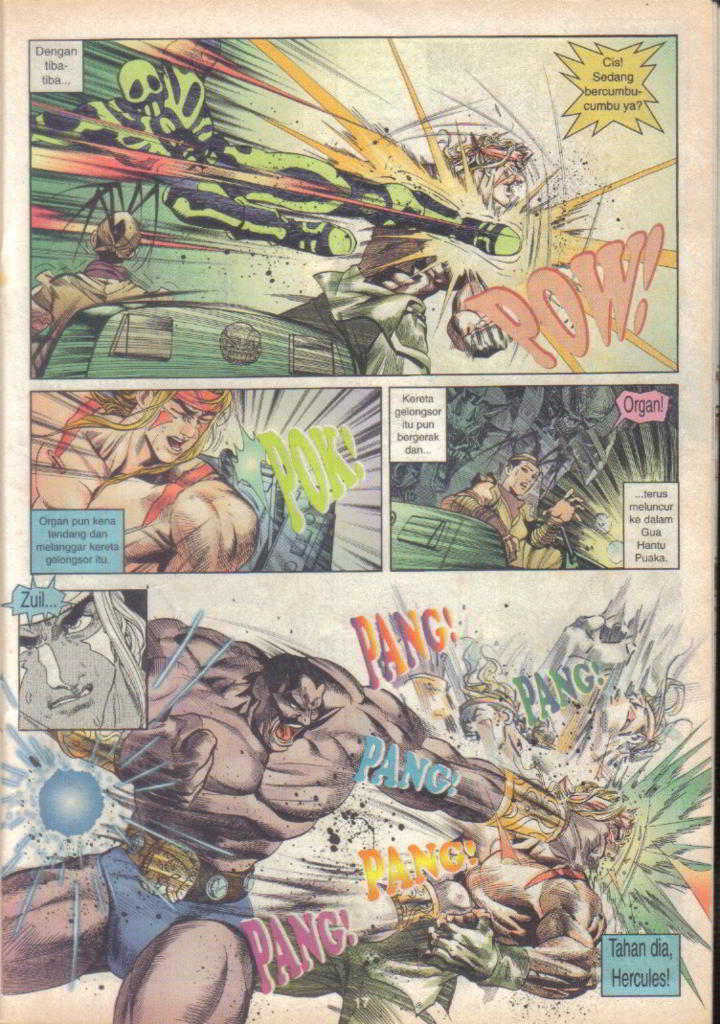 Dengan
tiba-
tiba...
Cis!
Sedang
bercumbu-
cumbu ya?
POW!
POK!
Organ pun kena
tendang dan
melanggar kereta
gelongsor itu.
Kereta
gelongsor
itu pun
bergerak
dan...
Organ!
...terus
meluncur
ke dalam
Gua
Hantu
Puaka.
Zuil...
PANG!
PANG!
PANG!
PANG!
PANG!
Tahan dia,
Hercules!
17